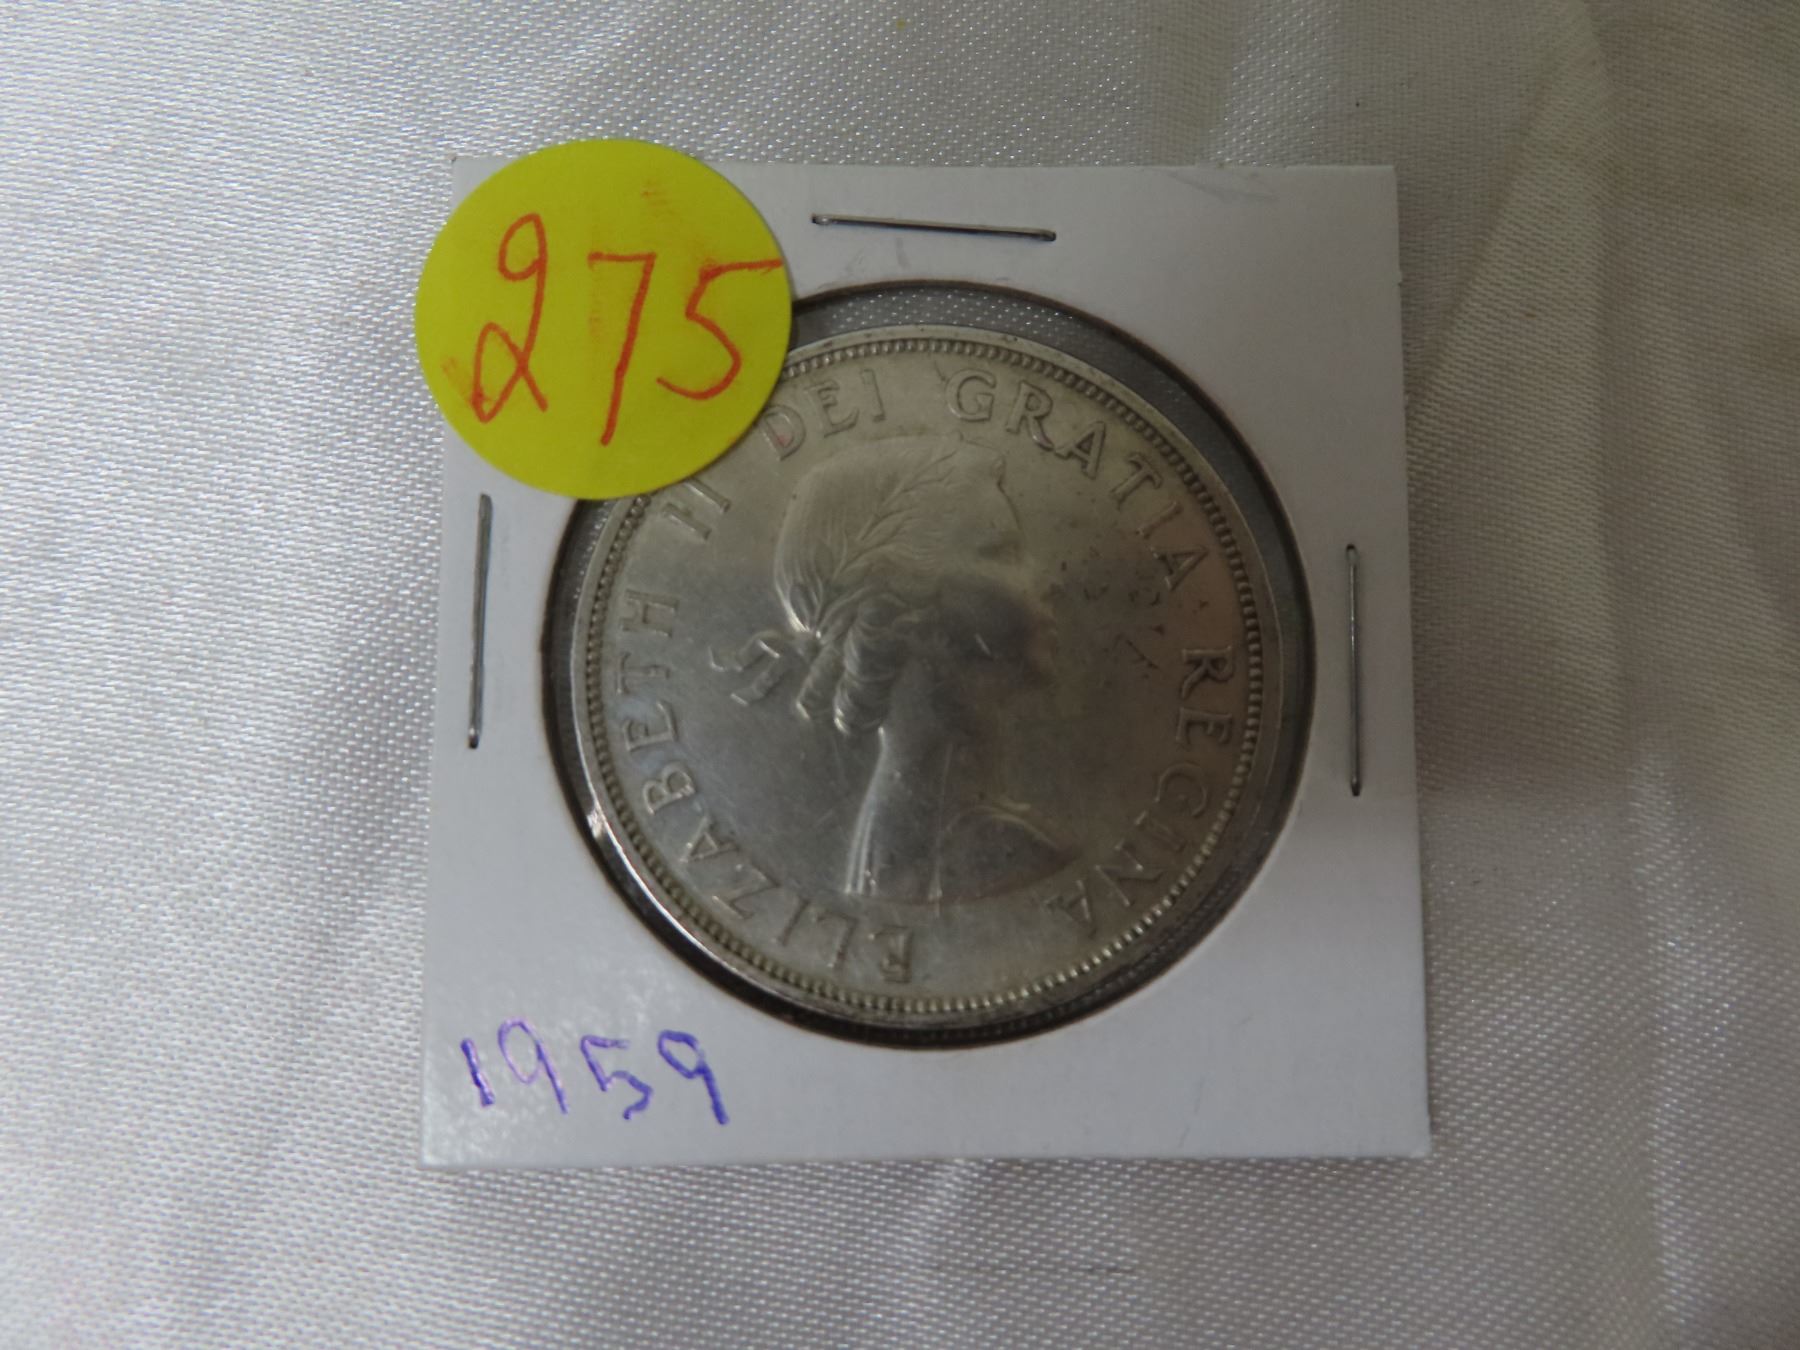 275
ELIZABETH II DEI GRATIA REGINA
1959